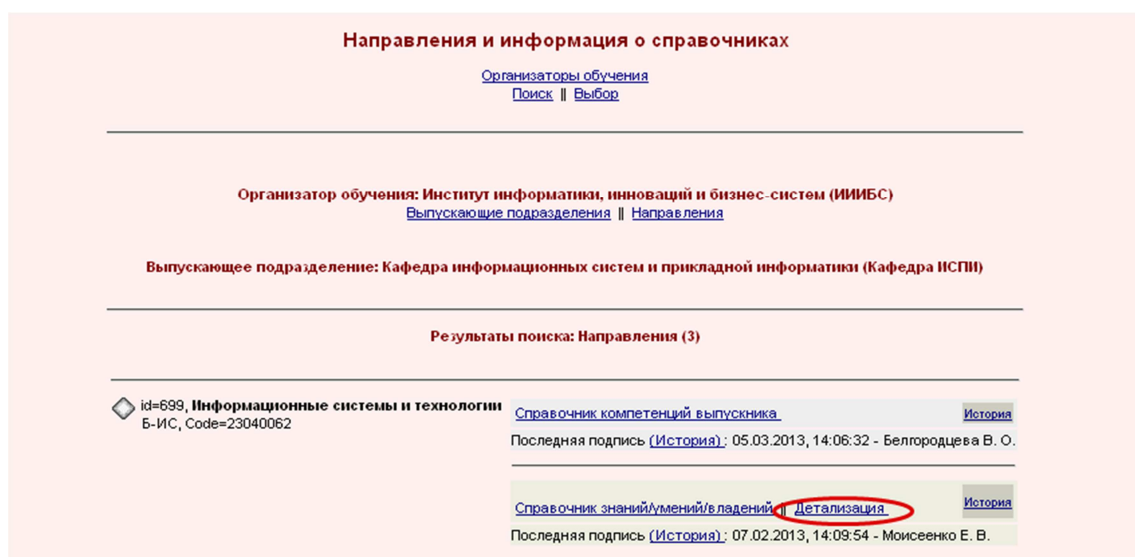 Направления и информация о справочниках
Организаторы обучения
Поиск || Выбор
Организатор обучения: Институт информатики, инноваций и бизнес-систем (ИИИБС)
Выпускающие подразделения || Направления
Выпускающее подразделение: Кафедра информационных систем и прикладной информатики (Кафедра ИСПИ)
Результаты поиска: Направления (3)
id=699, Информационные системы и технологии
Б-ИС, Code=23040062
Справочник компетенций выпускника История
Последняя подпись (История) : 05.03.2013, 14:06:32 - Белгородцева В. О.
Справочник знаний/умений/владений || Детализация История
Последняя подпись (История) : 07.02.2013, 14:09:54 - Моисеенко Е. В.